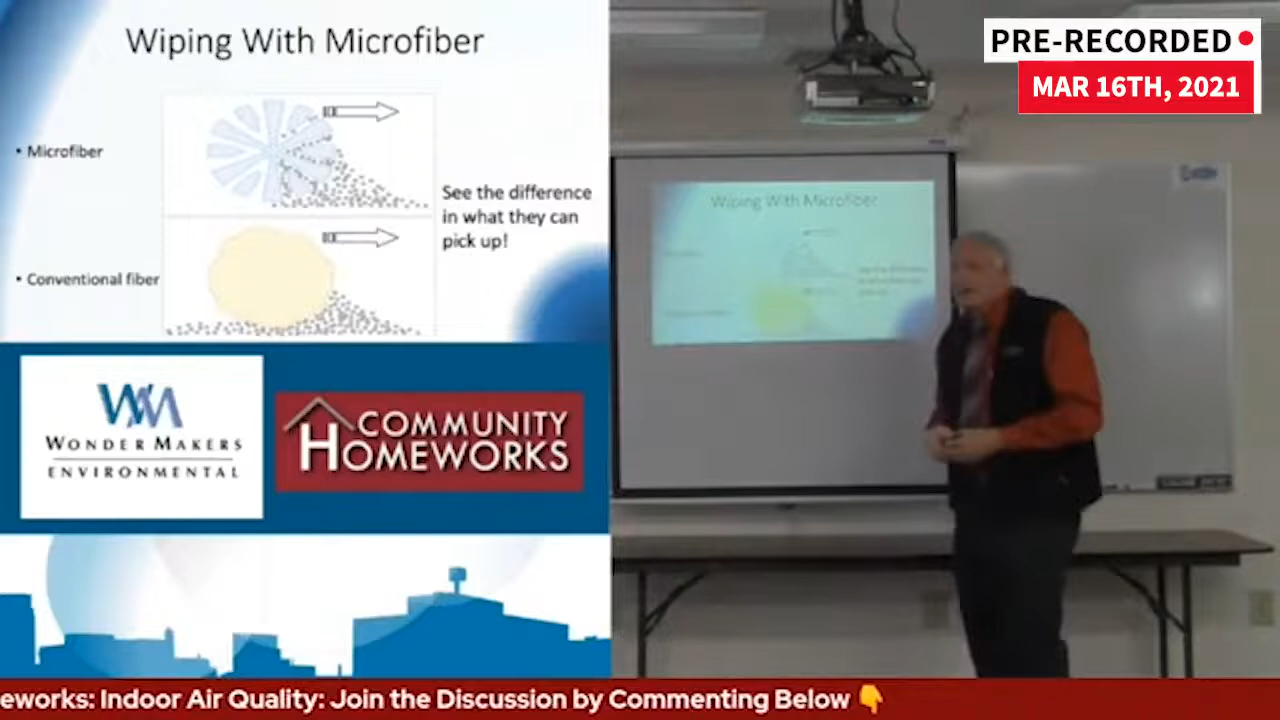 Wiping With Microfiber
• Microfiber
See the difference
in what they can
pick up!
• Conventional fiber
WM
WONDER MAKERS
ENVIRONMENTAL
COMMUNITY
HOMEWORKS
PRE-RECORDED
MAR 16TH, 2021
Wiping With Microfiber
eworks: Indoor Air Quality: Join the Discussion by Commenting Below 👇